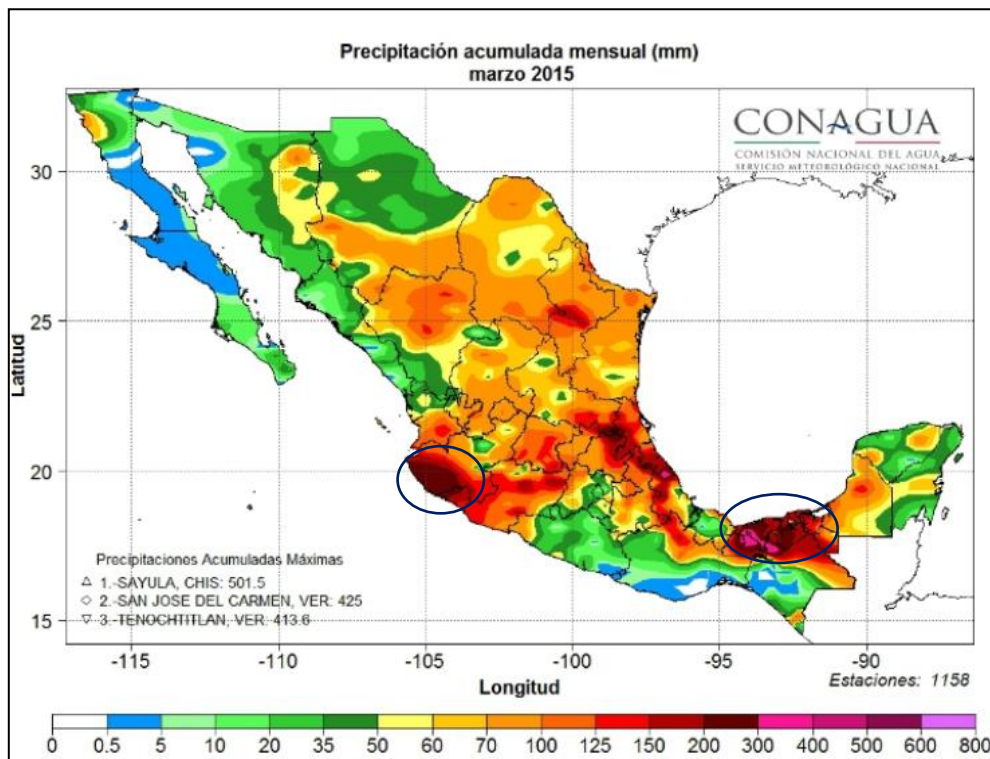 Precipitación acumulada mensual (mm)
marzo 2015
CONAGUA
COMISIÓN NACIONAL DEL AGUA
SERVICIO METEOROLÓGICO NACIONAL
Latitud
30
25
20
15
Precipitaciones Acumuladas Máximas
1.-SAYULA, CHIS: 501.5
2.-SAN JOSE DEL CARMEN, VER: 425
3.-TENOCHTITLAN, VER: 413.6
-115 -110 -105 -100 -95 -90
Longitud
Estaciones: 1158
0 0.5 5 10 20 35 50 60 70 100 125 150 200 300 400 500 600 800